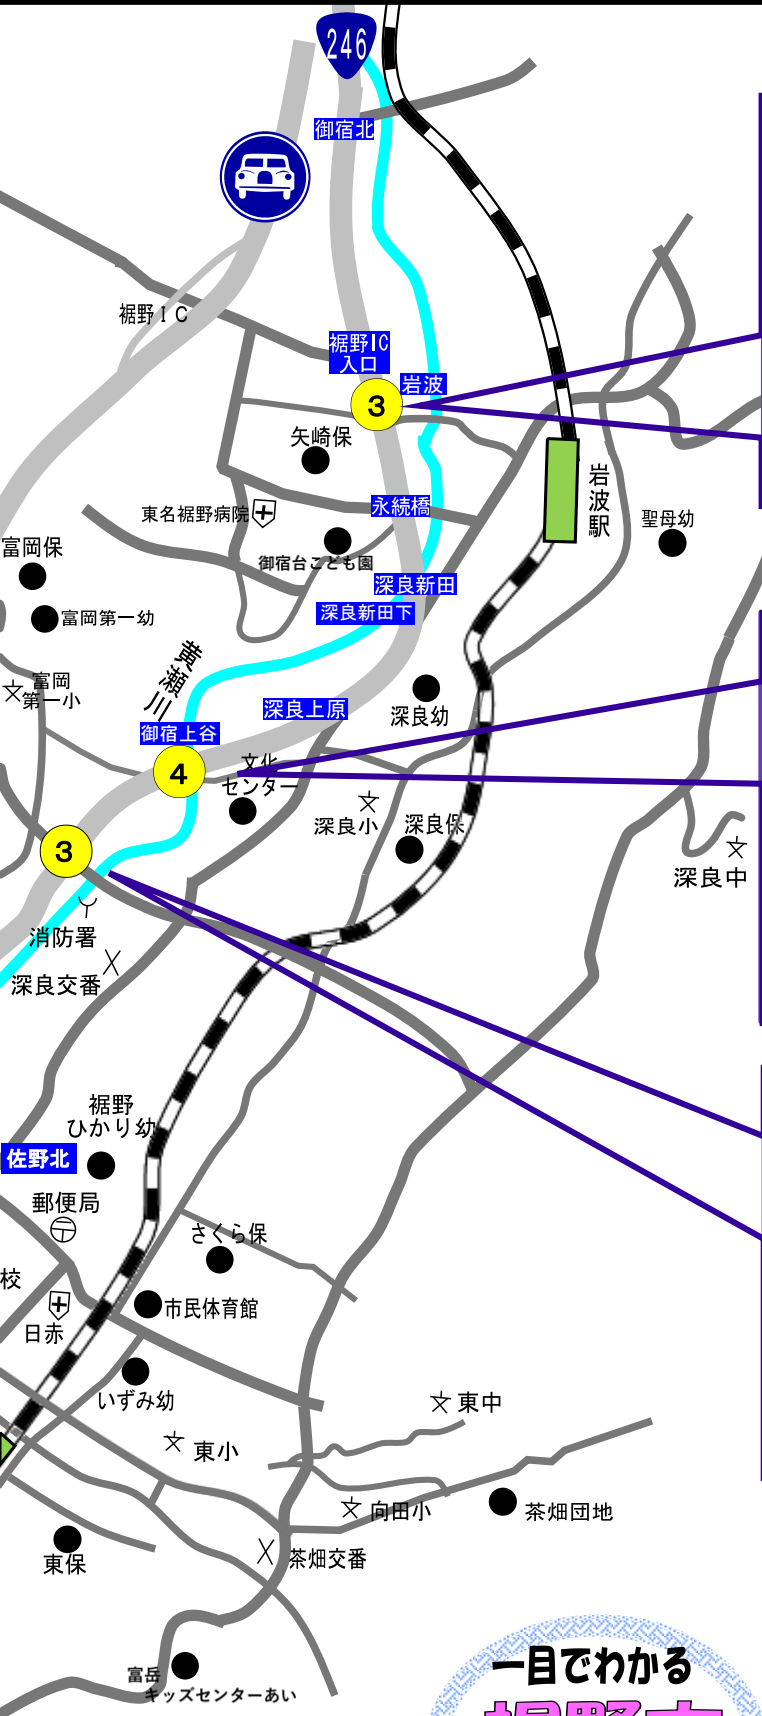 246
御宿北
裾野IC
裾野IC
入口
岩波
3
矢崎保
永続橋
東名裾野病院
岩波駅
聖母幼
富岡保
御宿台こども園
深良新田
深良新田下
富岡第一幼
黄瀬川
富岡
第一小
深良上原
深良幼
御宿上谷
4
文化
センター
深良小
深良保
3
深良中
消防署
深良交番
裾野
ひかり幼
佐野北
郵便局
さくら保
校
市民体育館
日赤
いずみ幼
東中
東小
向田小
茶畑団地
東保
茶畑交番
富岳
キッズセンターあい
一目でわかる